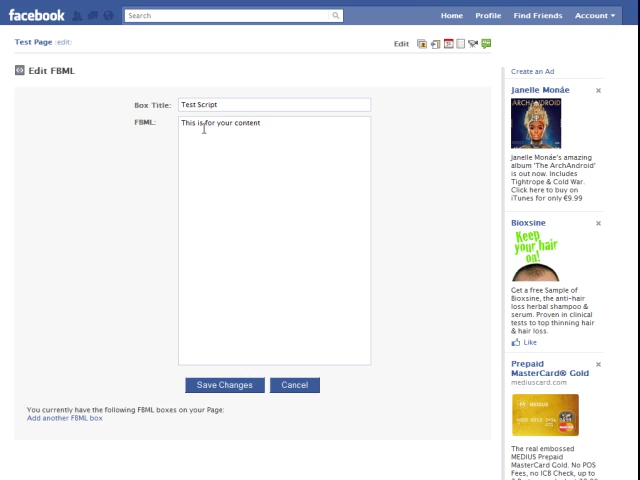 facebook
Search
Home Profile Find Friends Account
Test Page (edit)
Edit
Edit FBML
Box Title: Test Script
FBML: This is for your content
Save Changes
Cancel
You currently have the following FBML boxes on your Page:
Add another FBML box
Create an Ad
Janelle Monáe
ARCHANDROID
Janelle Monáe's amazing
album 'The ArchAndroid'
is out now. Includes
Tightrope & Cold War.
Click here to buy on
iTunes for only €9.99
Bioxsine
Keep
your hair
on!
Get a free Sample of
Bioxsine, the anti-hair
loss herbal shampoo &
serum. Proven in clinical
tests to top thinning hair
& hair loss.
Like
Prepaid
MasterCard® Gold
mediuscard.com
MEDIUS
MasterCard
The real embossed
MEDIUS Prepaid
MasterCard Gold. No POS
Fees, no ICB Check, up to